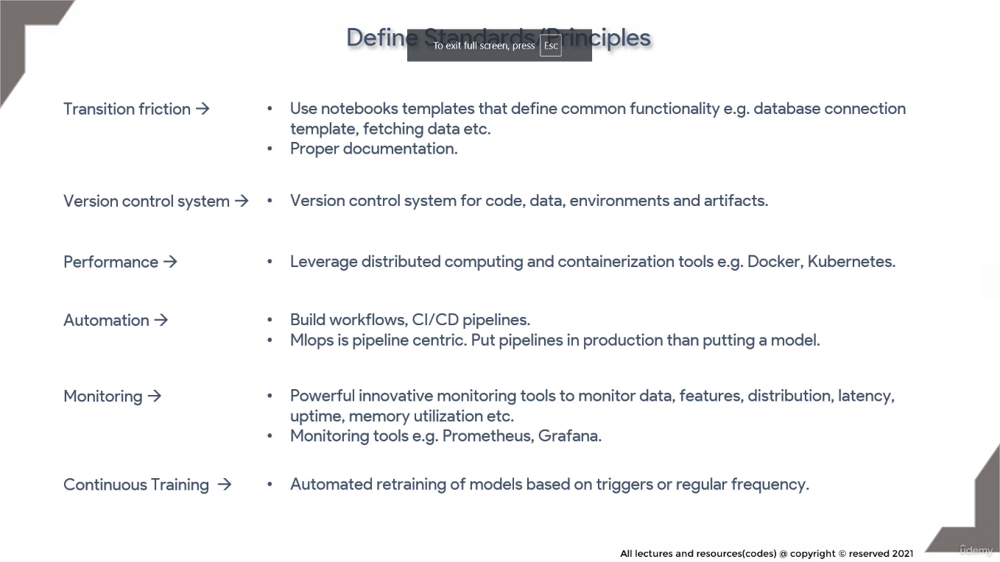 Define Standards/Principles
To exit full screen, press Esc
Transition friction →
• Use notebooks templates that define common functionality e.g. database connection
template, fetching data etc.
• Proper documentation.
Version control system →
• Version control system for code, data, environments and artifacts.
Performance →
• Leverage distributed computing and containerization tools e.g. Docker, Kubernetes.
Automation →
• Build workflows, CI/CD pipelines.
• Mlops is pipeline centric. Put pipelines in production than putting a model.
Monitoring →
• Powerful innovative monitoring tools to monitor data, features, distribution, latency,
uptime, memory utilization etc.
• Monitoring tools e.g. Prometheus, Grafana.
Continuous Training →
• Automated retraining of models based on triggers or regular frequency.
All lectures and resources(codes) @ copyright © reserved 2021
ûdemy